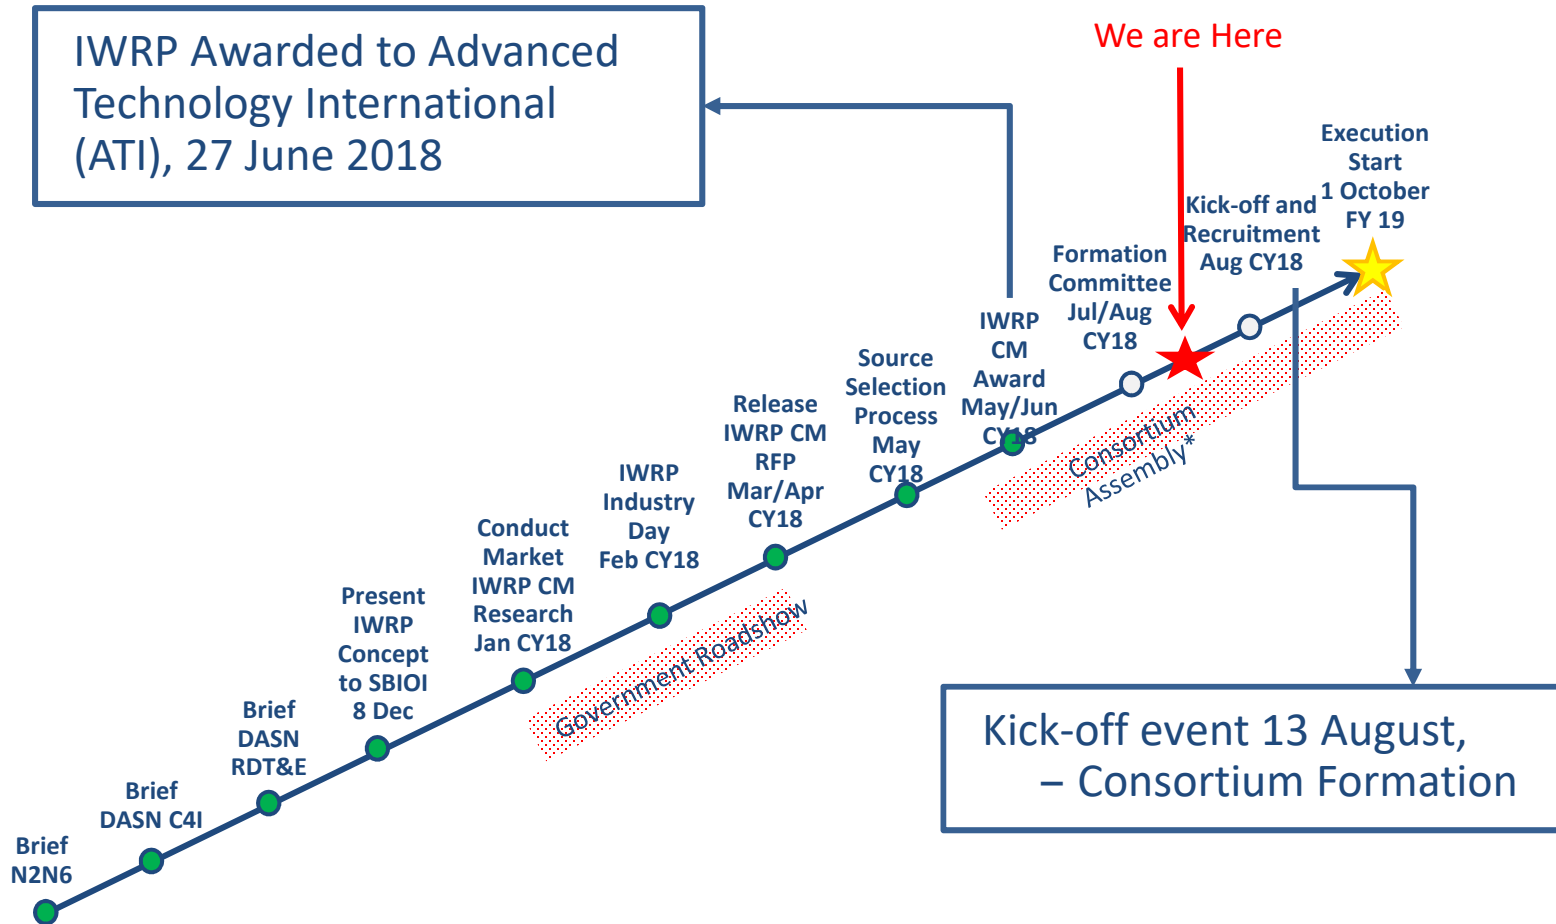 IWRP Awarded to Advanced
Technology International
(ATI), 27 June 2018
We are Here
Execution
Start
1 October
FY 19
Kick-off and
Recruitment
Aug CY18
Formation
Committee
Jul/Aug
CY18
IWRP
CM
Award
May/Jun
CY18
Source
Selection
Process
May
CY18
Release
IWRP CM
RFP
Mar/Apr
CY18
IWRP
Industry
Day
Feb CY18
Conduct
Market
IWRP CM
Research
Jan CY18
Present
IWRP
Concept
to SBIOI
8 Dec
Brief
DASN
RDT&E
Brief
DASN C4I
Brief
N2N6
Government Roadshow
Consortium
Assembly*
Kick-off event 13 August,
– Consortium Formation